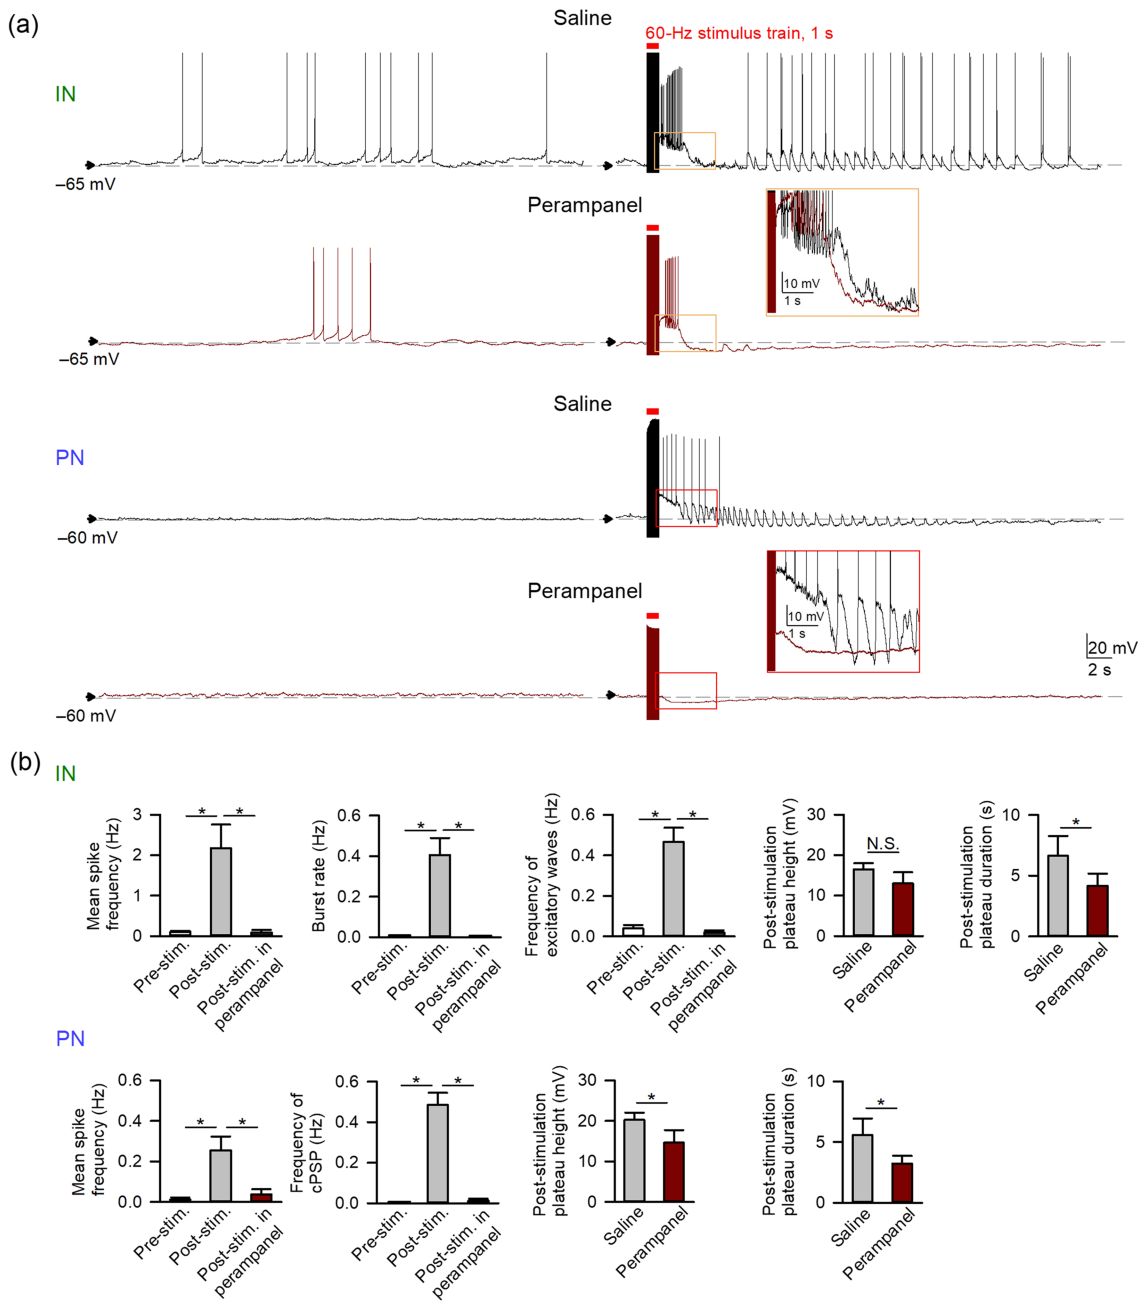 (a)
Saline
60-Hz stimulus train, 1 s
IN
–65 mV
Perampanel
10 mV
1 s
–65 mV
Saline
PN
–60 mV
Perampanel
10 mV
1 s
20 mV
2 s
–60 mV
(b)
IN
Mean spike
frequency (Hz)
3
2
1
0
* *
Pre-stim.
Post-stim.
Post-stim. in
perampanel
Burst rate (Hz)
0.6
0.4
0.2
0.0
* *
Pre-stim.
Post-stim.
Post-stim. in
perampanel
Frequency of
excitatory waves (Hz)
0.6
0.4
0.2
0.0
* *
Pre-stim.
Post-stim.
Post-stim. in
perampanel
Post-stimulation
plateau height (mV)
30
20
10
0
N.S.
Saline
Perampanel
Post-stimulation
plateau duration (s)
10
5
0
*
Saline
Perampanel
PN
Mean spike
frequency (Hz)
0.6
0.4
0.2
0.0
* *
Pre-stim.
Post-stim.
Post-stim. in
perampanel
Frequency of
cPSP (Hz)
0.6
0.4
0.2
0.0
* *
Pre-stim.
Post-stim.
Post-stim. in
perampanel
Post-stimulation
plateau height (mV)
30
20
10
0
*
Saline
Perampanel
Post-stimulation
plateau duration (s)
10
5
0
*
Saline
Perampanel